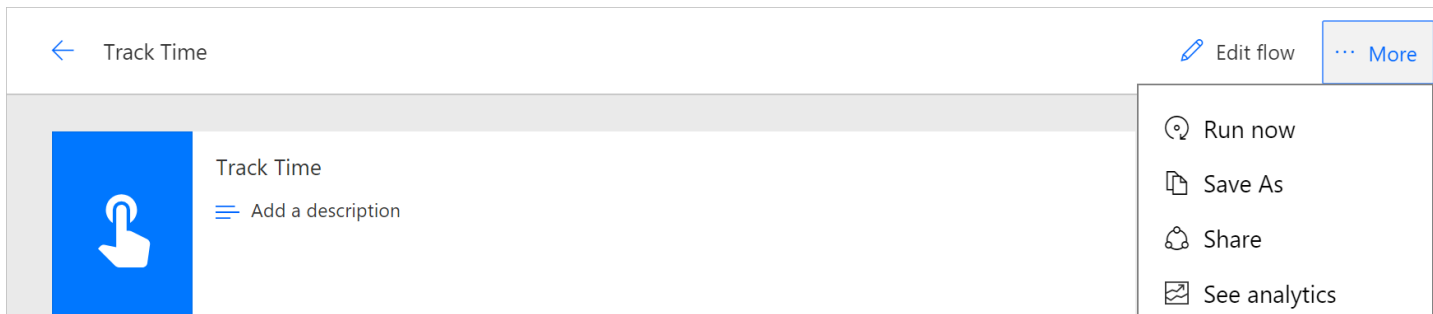 Track Time
Edit flow
··· More
Run now
Track Time
Save As
Add a description
Share
See analytics